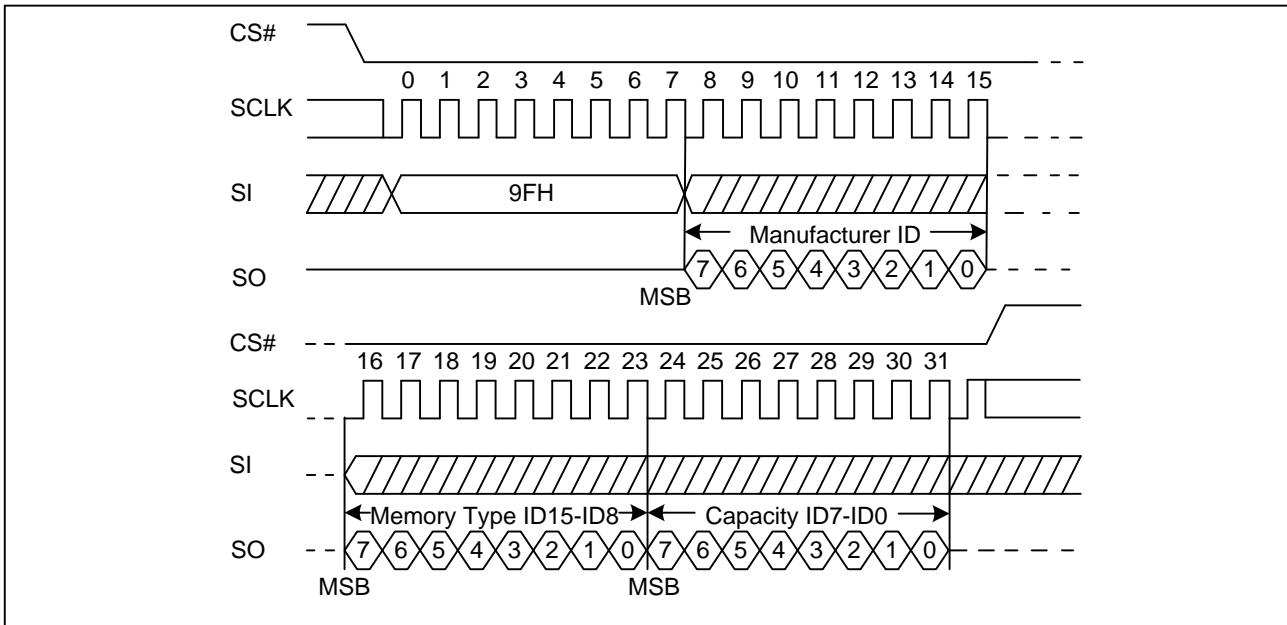 CS#
0 1 2 3 4 5 6 7 8 9 10 11 12 13 14 15
SCLK
SI 9FH
Manufacturer ID
SO 7 6 5 4 3 2 1 0
MSB
CS#
16 17 18 19 20 21 22 23 24 25 26 27 28 29 30 31
SCLK
SI
Memory Type ID15-ID8 Capacity ID7-ID0
SO 7 6 5 4 3 2 1 0 7 6 5 4 3 2 1 0
MSB MSB